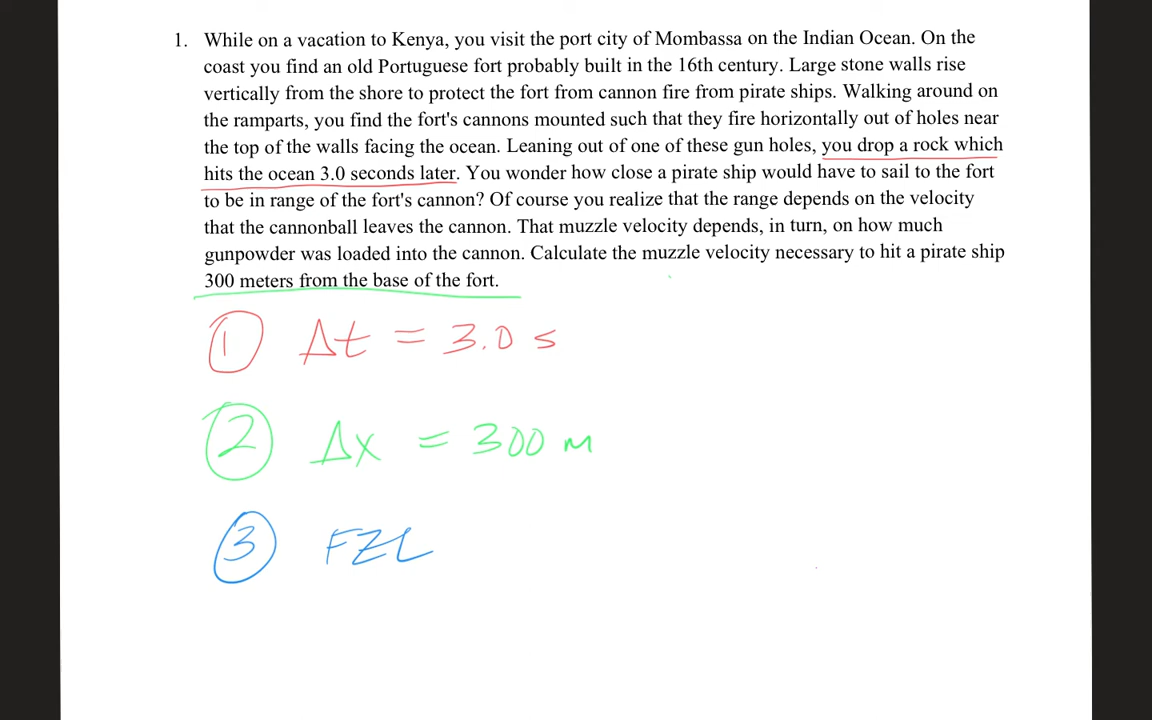 1. While on a vacation to Kenya, you visit the port city of Mombassa on the Indian Ocean. On the
coast you find an old Portuguese fort probably built in the 16th century. Large stone walls rise
vertically from the shore to protect the fort from cannon fire from pirate ships. Walking around on
the ramparts, you find the fort's cannons mounted such that they fire horizontally out of holes near
the top of the walls facing the ocean. Leaning out of one of these gun holes, you drop a rock which
hits the ocean 3.0 seconds later. You wonder how close a pirate ship would have to sail to the fort
to be in range of the fort's cannon? Of course you realize that the range depends on the velocity
that the cannonball leaves the cannon. That muzzle velocity depends, in turn, on how much
gunpowder was loaded into the cannon. Calculate the muzzle velocity necessary to hit a pirate ship
300 meters from the base of the fort.
1 Δt = 3.0 s
2 Δx = 300 m
3 FZL